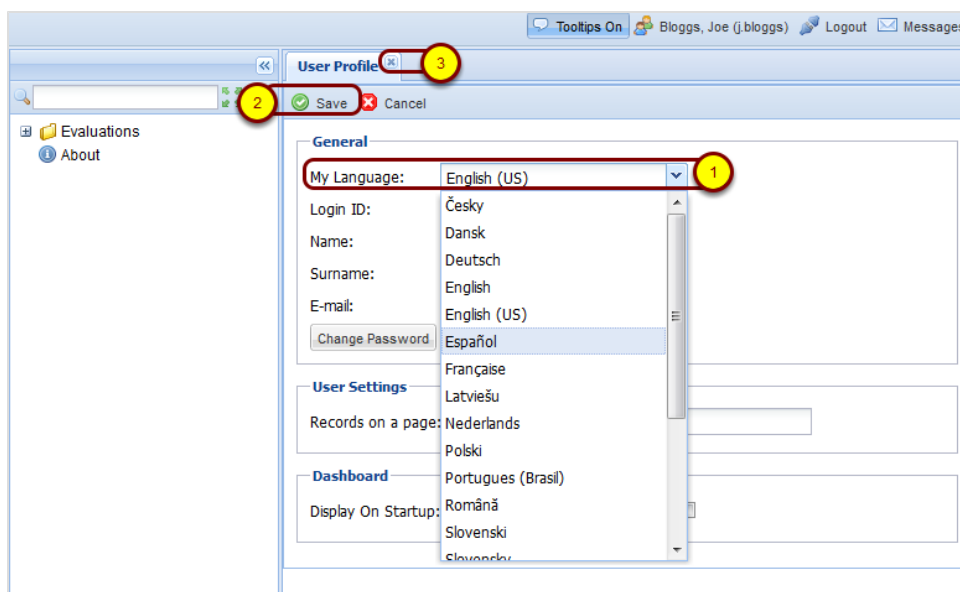 Tooltips On Bloggs, Joe (j.bloggs) Logout Messages
User Profile 3
2 Save Cancel
Evaluations
About
General
My Language: English (US) 1
Login ID:
Name:
Surname:
E-mail:
Change Password
Česky
Dansk
Deutsch
English
English (US)
Español
Française
Latviešu
Nederlands
Polski
Portugues (Brasil)
Română
Slovenski
Slovensky
User Settings
Records on a page:
Dashboard
Display On Startup: